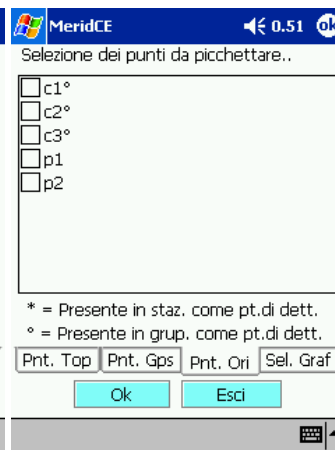 MeridCE 0.51 ok
Selezione dei punti da picchettare..
c1°
c2°
c3°
p1
p2
* = Presente in staz. come pt.di dett.
° = Presente in grup. come pt.di dett.
Pnt. Top Pnt. Gps Pnt. Ori Sel. Graf
Ok Esci